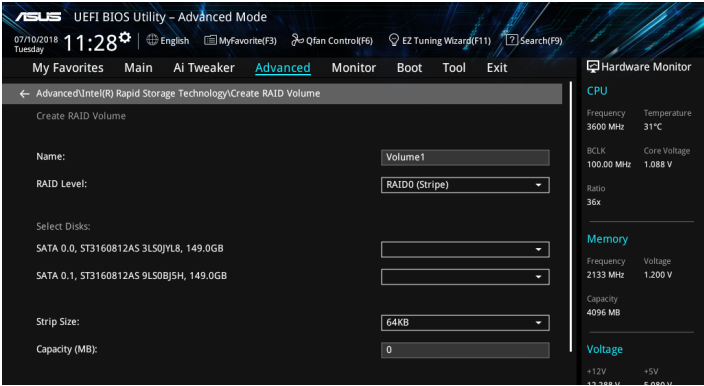 ASUS UEFI BIOS Utility – Advanced Mode
07/10/2018
Tuesday
11:28
English
MyFavorite(F3)
Qfan Control(F6)
EZ Tuning Wizard(F11)
? Search(F9)
My Favorites Main Ai Tweaker Advanced Monitor Boot Tool Exit
Hardware Monitor
← Advanced\Intel(R) Rapid Storage Technology\Create RAID Volume
Create RAID Volume
Name: Volume1
RAID Level: RAID0 (Stripe)
Select Disks:
SATA 0.0, ST3160812AS 3LS0JYL8, 149.0GB
SATA 0.1, ST3160812AS 9LS0BJ5H, 149.0GB
Strip Size: 64KB
Capacity (MB): 0
CPU
Frequency Temperature
3600 MHz 31°C
BCLK Core Voltage
100.00 MHz 1.088 V
Ratio
36x
Memory
Frequency Voltage
2133 MHz 1.200 V
Capacity
4096 MB
Voltage
+12V +5V
12.288 V 5.080 V